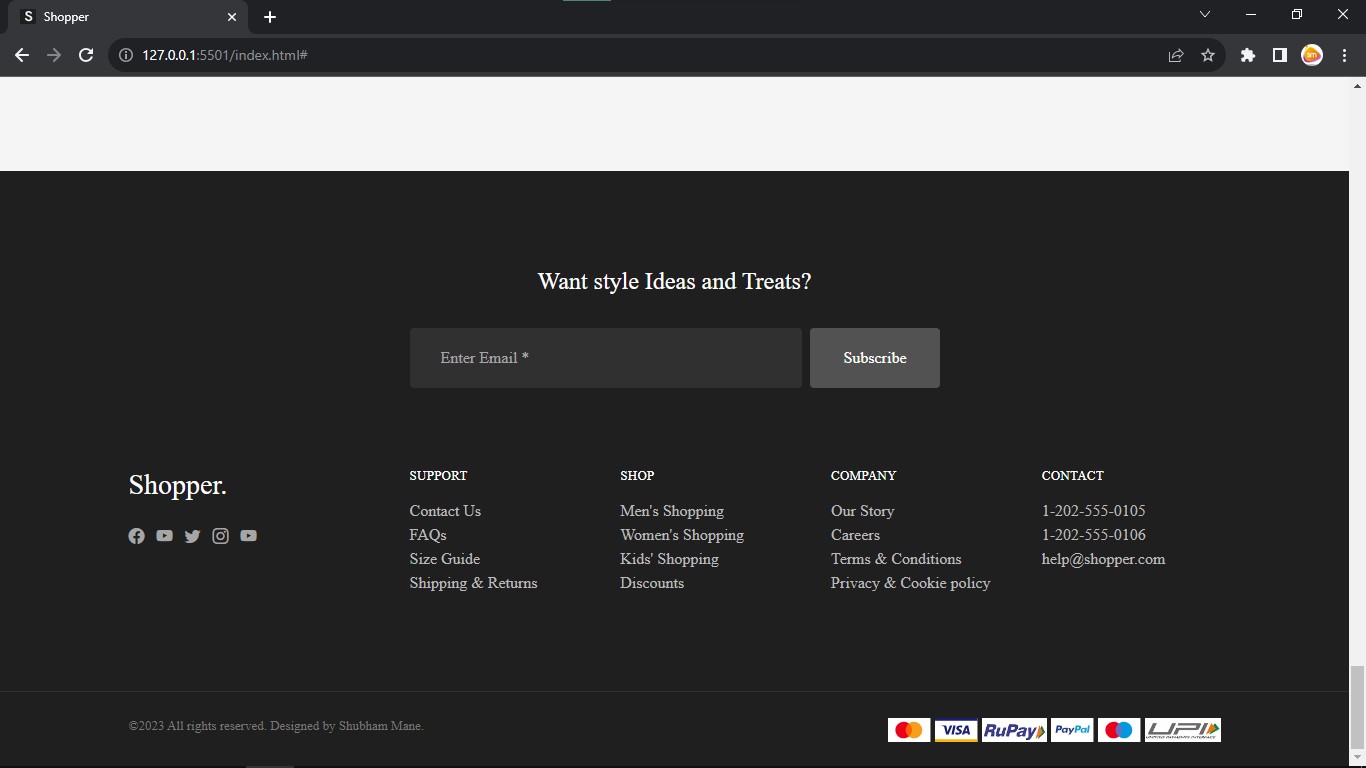 S Shopper
127.0.0.1:5501/index.html#
Want style Ideas and Treats?
Enter Email *
Subscribe
Shopper.
SUPPORT
Contact Us
FAQs
Size Guide
Shipping & Returns
SHOP
Men's Shopping
Women's Shopping
Kids' Shopping
Discounts
COMPANY
Our Story
Careers
Terms & Conditions
Privacy & Cookie policy
CONTACT
1-202-555-0105
1-202-555-0106
help@shopper.com
©2023 All rights reserved. Designed by Shubham Mane.
VISA RuPay PayPal UPI